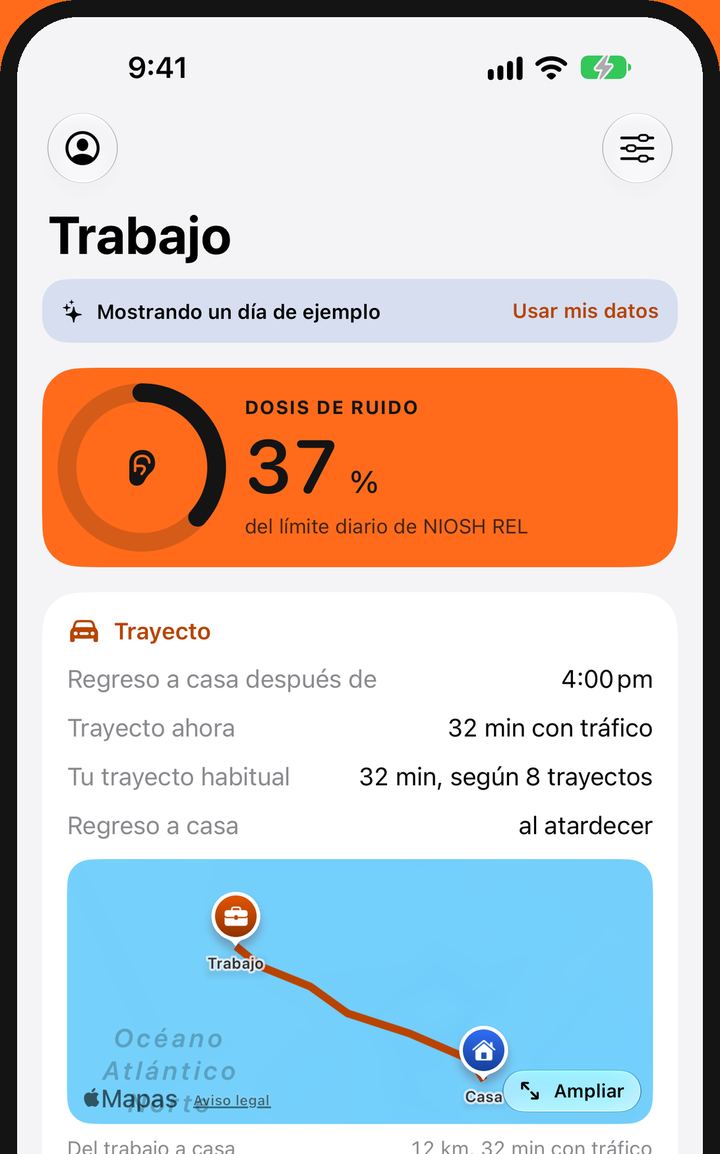 9:41
Trabajo
Mostrando un día de ejemplo
Usar mis datos
DOSIS DE RUIDO
37 %
del límite diario de NIOSH REL
Trayecto
Regreso a casa después de
4:00 pm
Trayecto ahora
32 min con tráfico
Tu trayecto habitual
32 min, según 8 trayectos
Regreso a casa
al atardecer
Trabajo
Océano
Atlántico
Norte
Mapas
Aviso legal
Casa
Ampliar
Del trabajo a casa
12 km, 32 min con tráfico